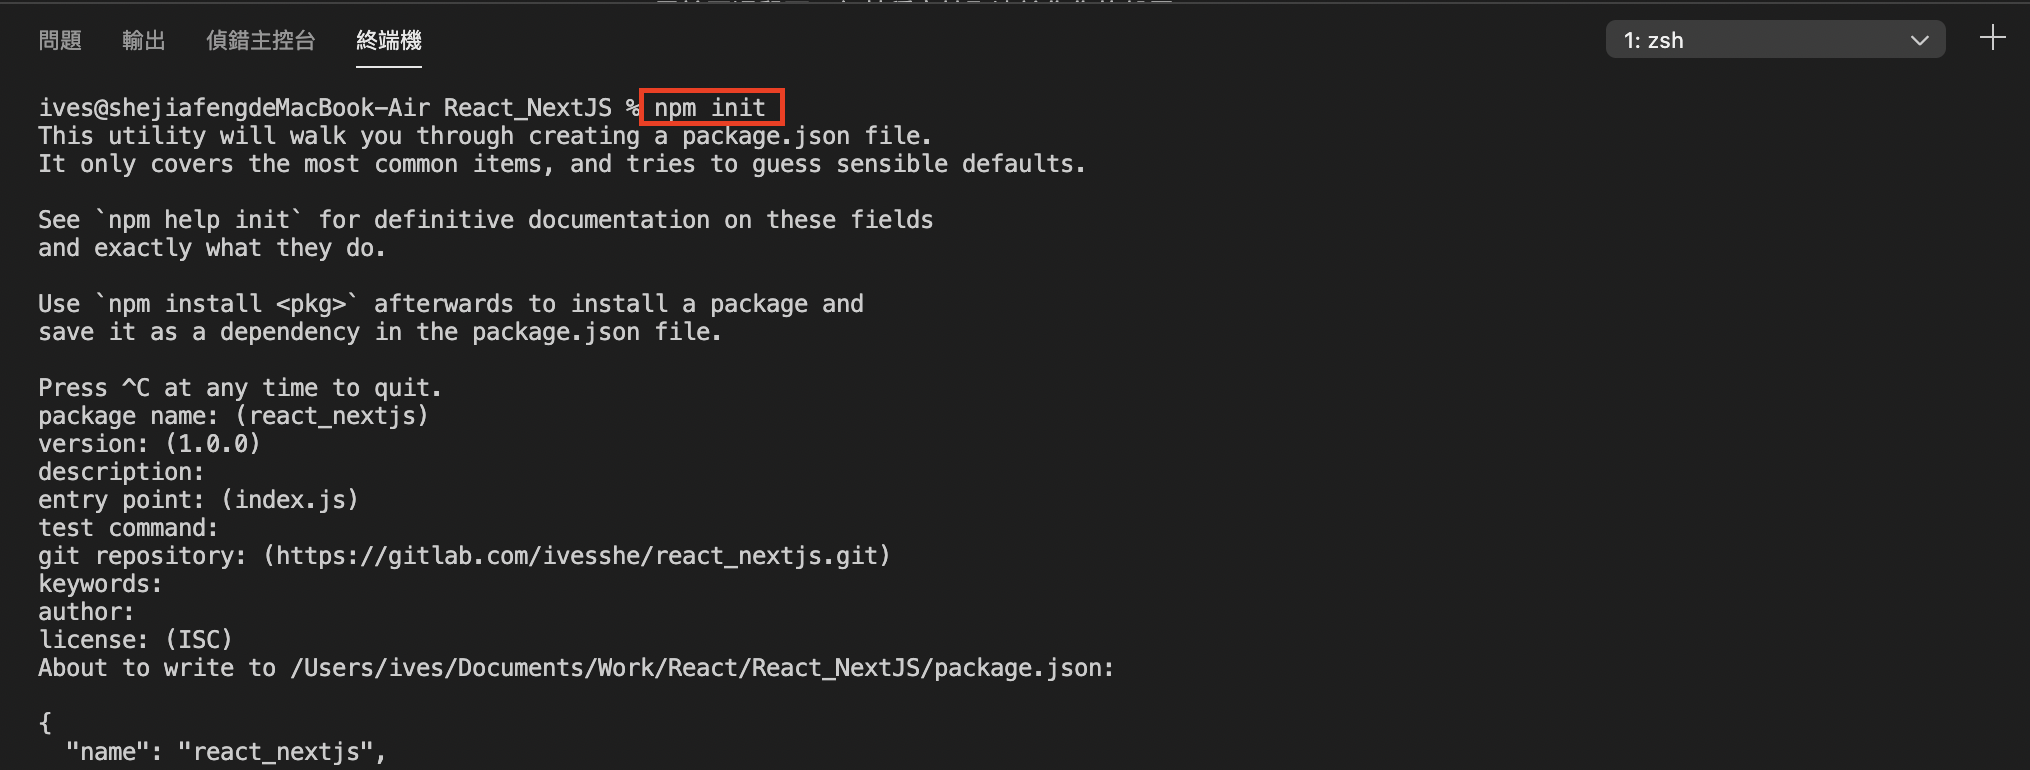 問題 輸出 偵錯主控台 終端機 1: zsh
ives@shejiafengdeMacBook-Air React_NextJS % npm init
This utility will walk you through creating a package.json file.
It only covers the most common items, and tries to guess sensible defaults.
See `npm help init` for definitive documentation on these fields
and exactly what they do.
Use `npm install <pkg>` afterwards to install a package and
save it as a dependency in the package.json file.
Press ^C at any time to quit.
package name: (react_nextjs)
version: (1.0.0)
description:
entry point: (index.js)
test command:
git repository: (https://gitlab.com/ivesshe/react_nextjs.git)
keywords:
author:
license: (ISC)
About to write to /Users/ives/Documents/Work/React/React_NextJS/package.json:
{
"name": "react_nextjs",